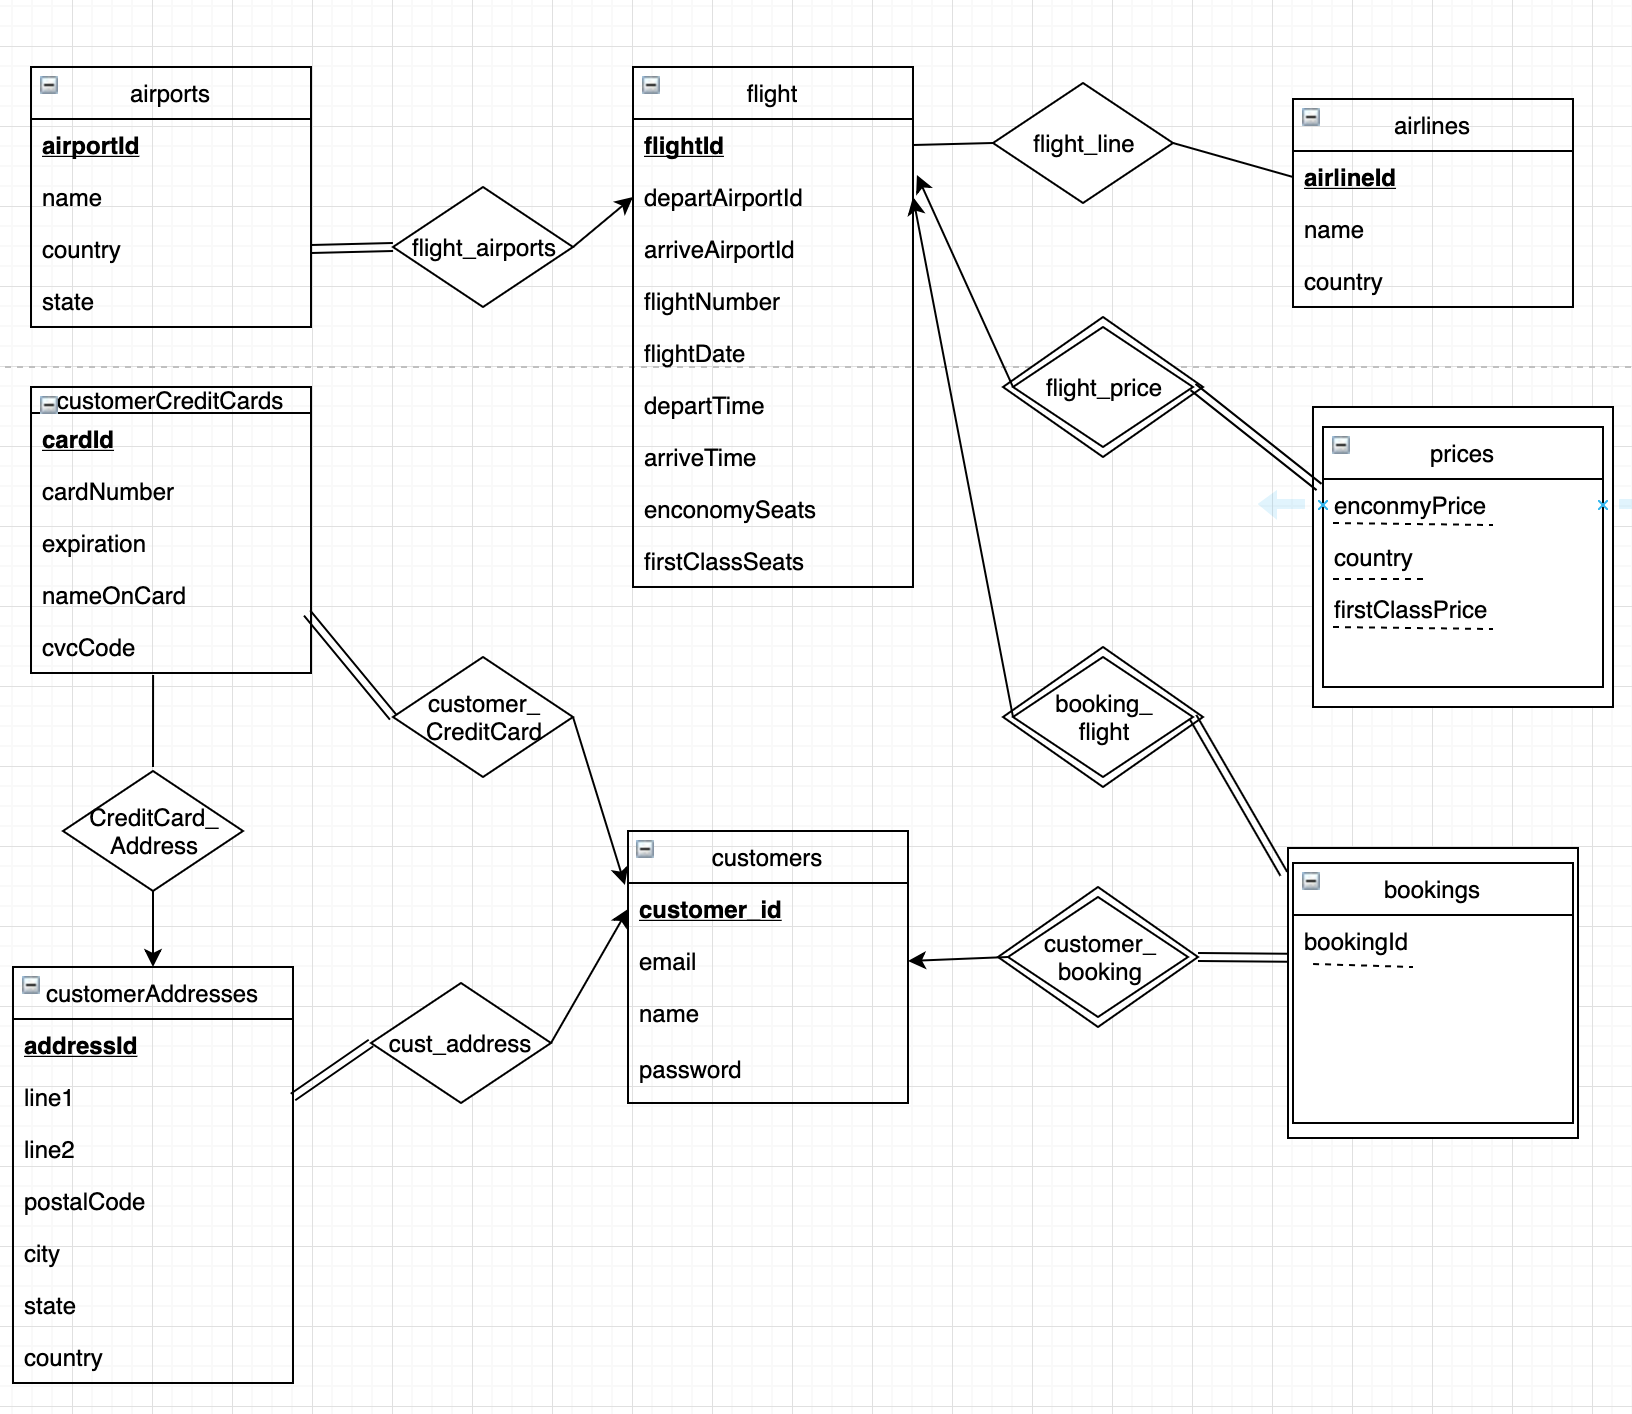 airports
airportId
name
country
state
flight_airports
flight
flightId
departAirportId
arriveAirportId
flightNumber
flightDate
departTime
arriveTime
enconomySeats
firstClassSeats
flight_line
airlines
airlineId
name
country
flight_price
prices
enconmyPrice
country
firstClassPrice
customerCreditCards
cardId
cardNumber
expiration
nameOnCard
cvcCode
customer_
CreditCard
booking_
flight
CreditCard_
Address
customers
customer_id
email
name
password
customer_
booking
bookings
bookingId
customerAddresses
addressId
line1
line2
postalCode
city
state
country
cust_address